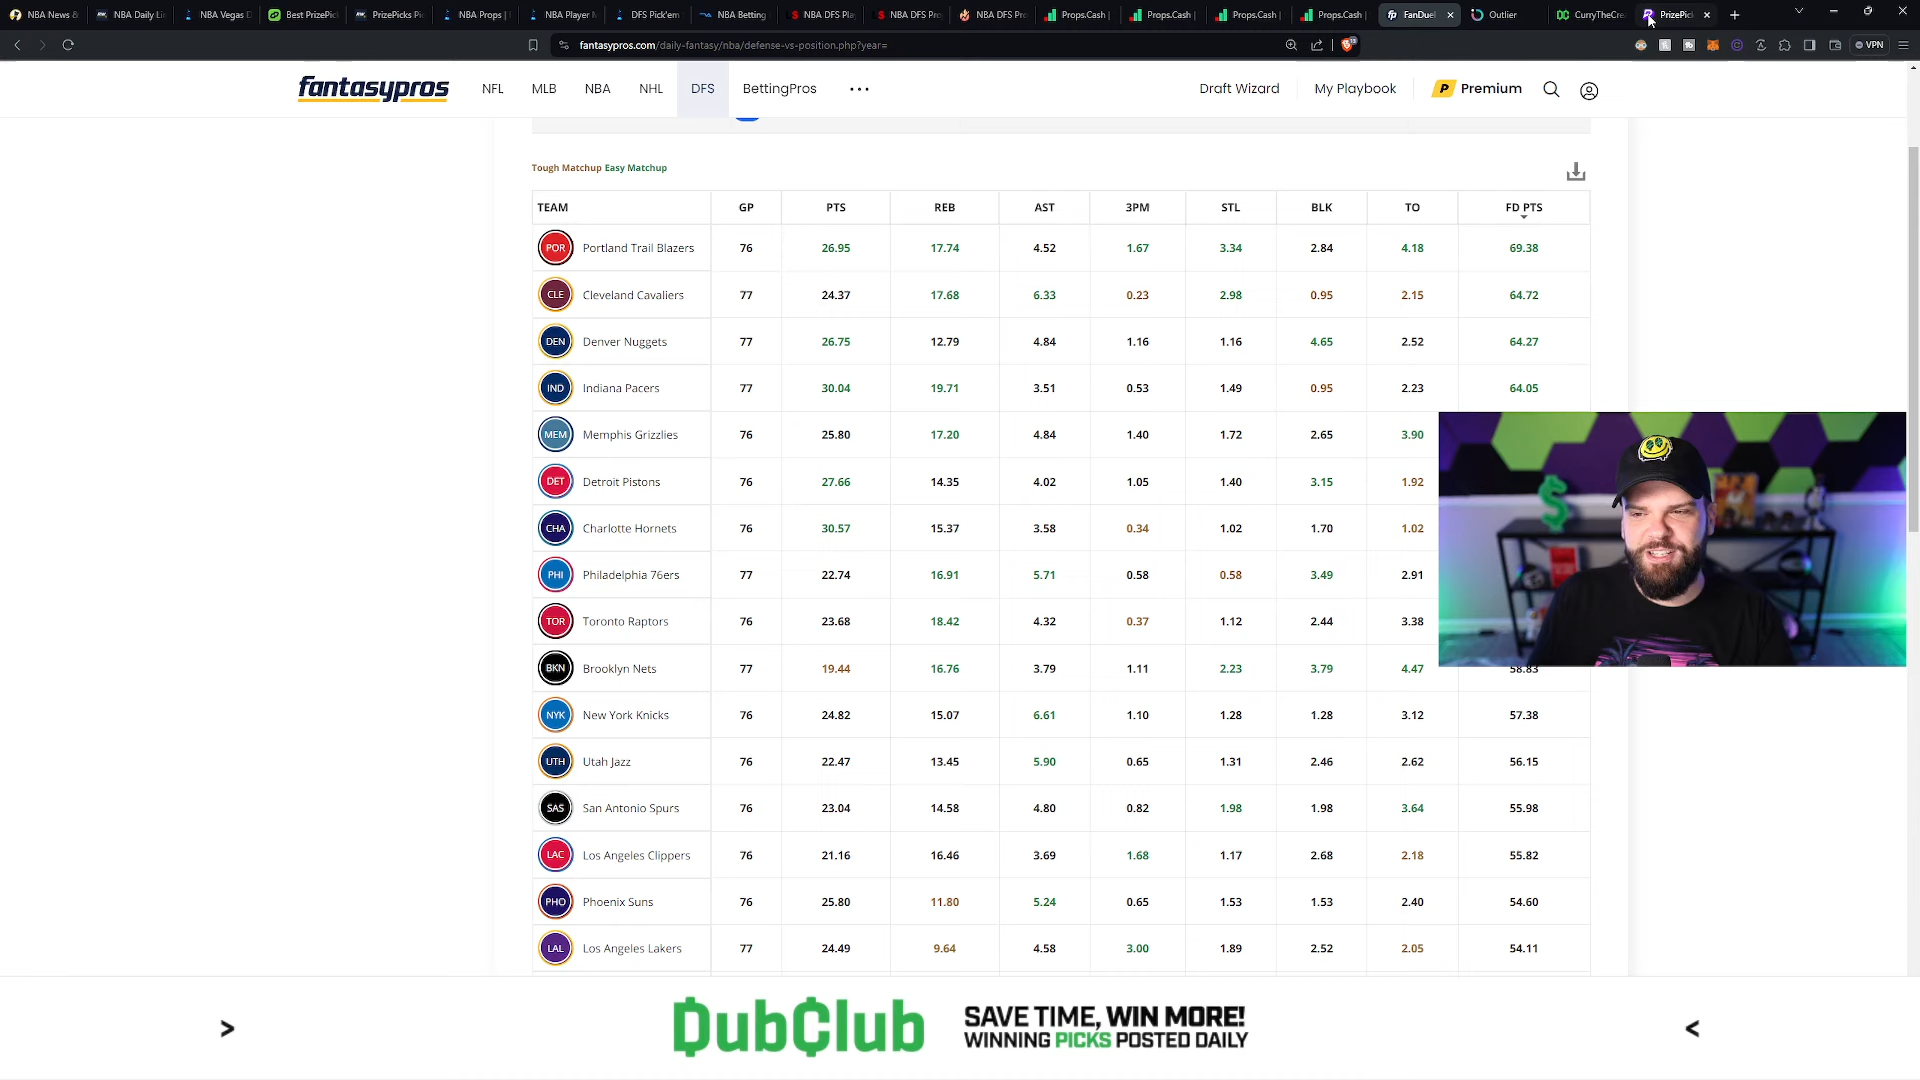 NBA News & NBA Daily Li NBA Vegas D Best PrizePic PrizePicks Pi NBA Props | NBA Player DFS Pick'em NBA Betting NBA DFS Pla NBA DFS Pro NBA DFS Pro Props.Cash | Props.Cash | Props.Cash | Props.Cash | FanDuel Outlier CurryTheCre PrizePic
fantasypros.com/daily-fantasy/nba/defense-vs-position.php?year=
VPN
fantasypros NFL MLB NBA NHL DFS BettingPros ••• Draft Wizard My Playbook P Premium
Tough Matchup Easy Matchup
TEAM GP PTS REB AST 3PM STL BLK TO FD PTS
POR Portland Trail Blazers 76 26.95 17.74 4.52 1.67 3.34 2.84 4.18 69.38
CLE Cleveland Cavaliers 77 24.37 17.68 6.33 0.23 2.98 0.95 2.15 64.72
DEN Denver Nuggets 77 26.75 12.79 4.84 1.16 1.16 4.65 2.52 64.27
IND Indiana Pacers 77 30.04 19.71 3.51 0.53 1.49 0.95 2.23 64.05
MEM Memphis Grizzlies 76 25.80 17.20 4.84 1.40 1.72 2.65 3.90
DET Detroit Pistons 76 27.66 14.35 4.02 1.05 1.40 3.15 1.92
CHA Charlotte Hornets 76 30.57 15.37 3.58 0.34 1.02 1.70 1.02
PHI Philadelphia 76ers 77 22.74 16.91 5.71 0.58 0.58 3.49 2.91
TOR Toronto Raptors 76 23.68 18.42 4.32 0.37 1.12 2.44 3.38
BKN Brooklyn Nets 77 19.44 16.76 3.79 1.11 2.23 3.79 4.47 58.83
NYK New York Knicks 76 24.82 15.07 6.61 1.10 1.28 1.28 3.12 57.38
UTH Utah Jazz 76 22.47 13.45 5.90 0.65 1.31 2.46 2.62 56.15
SAS San Antonio Spurs 76 23.04 14.58 4.80 0.82 1.98 1.98 3.64 55.98
LAC Los Angeles Clippers 76 21.16 16.46 3.69 1.68 1.17 2.68 2.18 55.82
PHO Phoenix Suns 76 25.80 11.80 5.24 0.65 1.53 1.53 2.40 54.60
LAL Los Angeles Lakers 77 24.49 9.64 4.58 3.00 1.89 2.52 2.05 54.11
> DubClub SAVE TIME, WIN MORE! <
WINNING PICKS POSTED DAILY